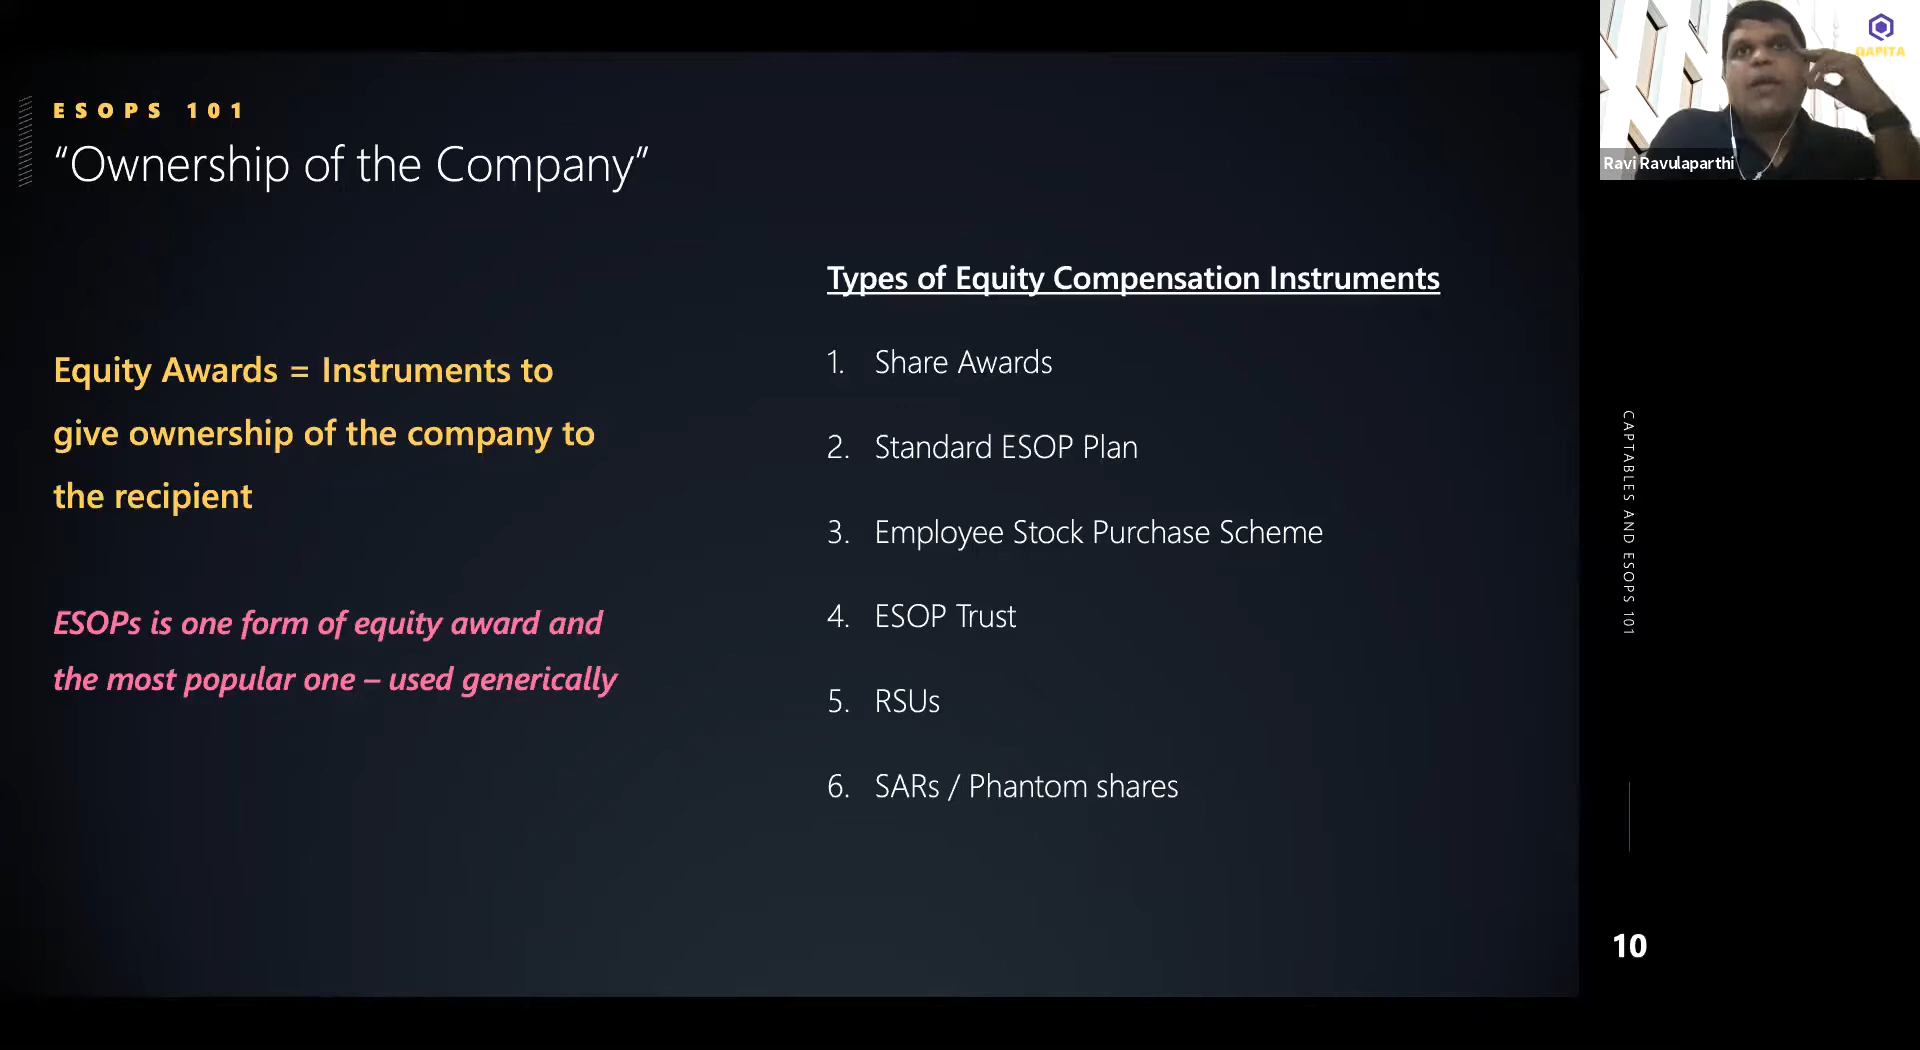 ESOPS 101
“Ownership of the Company”
Equity Awards = Instruments to
give ownership of the company to
the recipient
ESOPs is one form of equity award and
the most popular one – used generically
Types of Equity Compensation Instruments
1. Share Awards
2. Standard ESOP Plan
3. Employee Stock Purchase Scheme
4. ESOP Trust
5. RSUs
6. SARs / Phantom shares
QAPITA
Ravi Ravulaparthi
CAPTABLES AND ESOPS 101
10